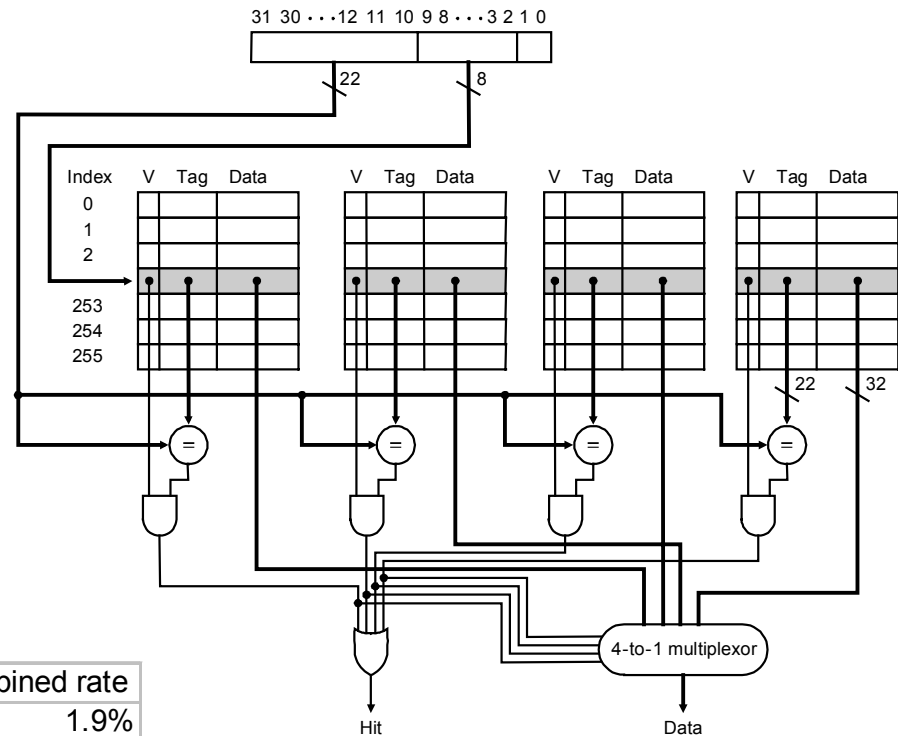 31 30 ···12 11 10 9 8 ···3 2 1 0
22
8
Index V Tag Data V Tag Data V Tag Data V Tag Data
0
1
2
253
254
255
22
32
= = = =
4-to-1 multiplexor
Hit
Data
rate
1.9%